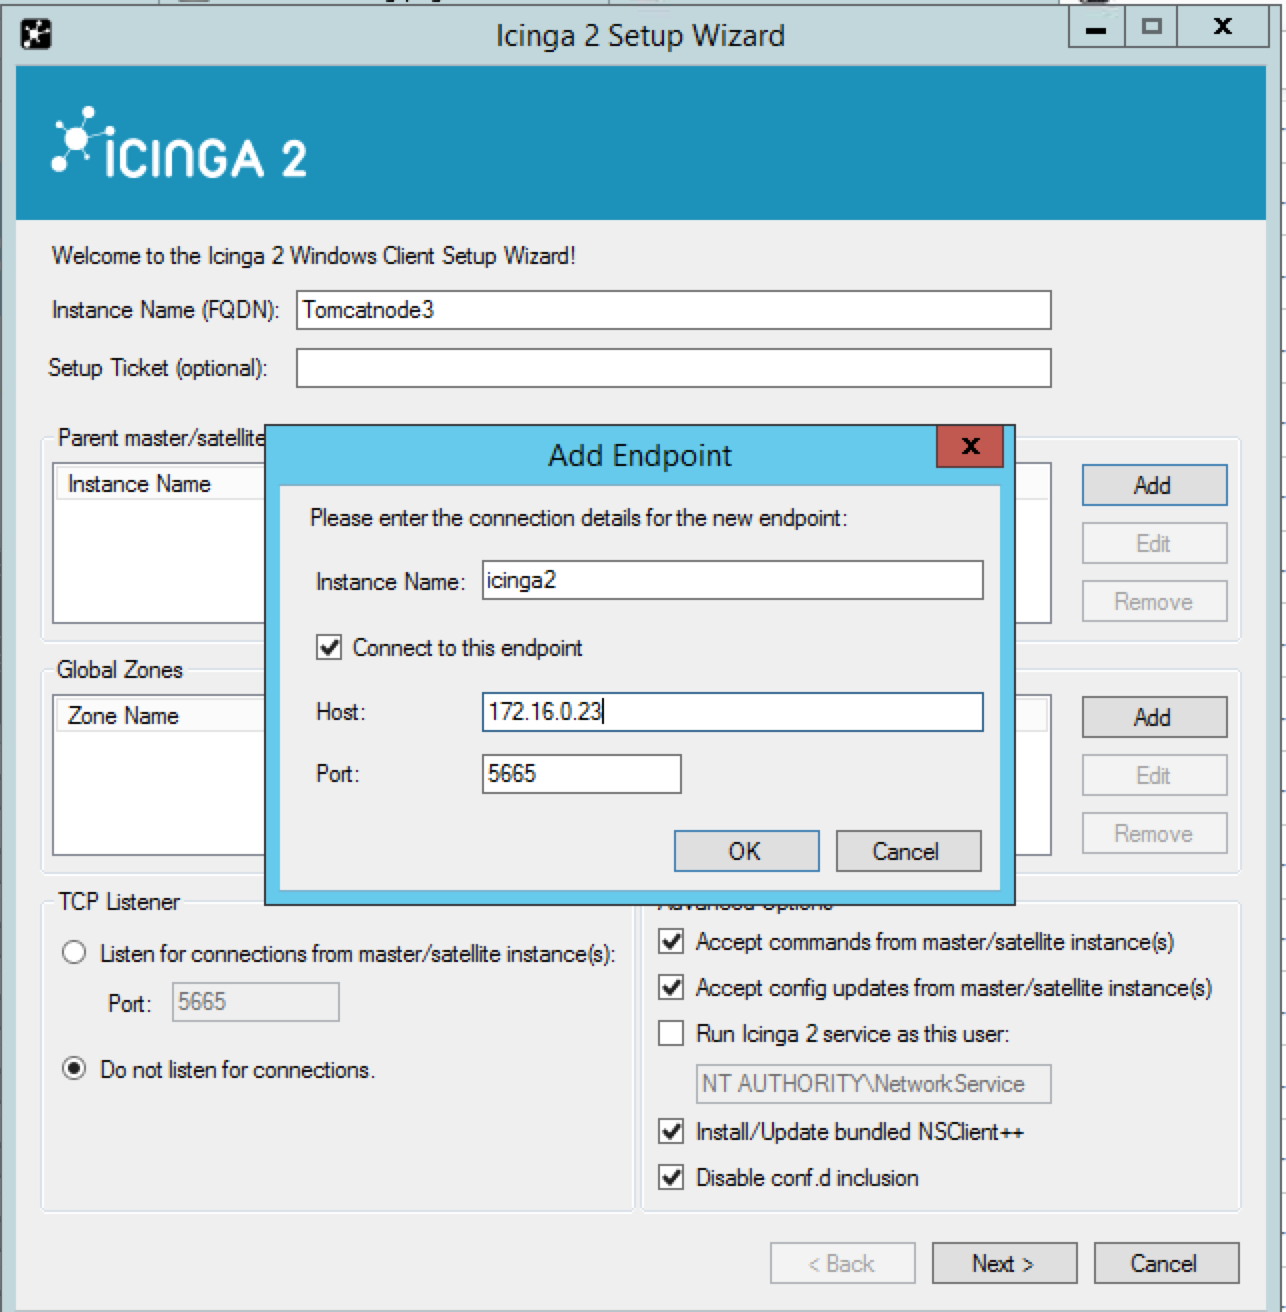 Icinga 2 Setup Wizard
ICINGA 2
Welcome to the Icinga 2 Windows Client Setup Wizard!
Instance Name (FQDN): Tomcatnode3
Setup Ticket (optional):
Parent master/satellite
Instance Name
Add
Edit
Remove
Add Endpoint
Please enter the connection details for the new endpoint:
Instance Name: icinga2
Connect to this endpoint
Host: 172.16.0.23
Port: 5665
OK Cancel
Global Zones
Zone Name
Add
Edit
Remove
TCP Listener
Listen for connections from master/satellite instance(s):
Port: 5665
Do not listen for connections.
Advanced Options
Accept commands from master/satellite instance(s)
Accept config updates from master/satellite instance(s)
Run Icinga 2 service as this user:
NT AUTHORITY\NetworkService
Install/Update bundled NSClient++
Disable conf.d inclusion
< Back Next > Cancel